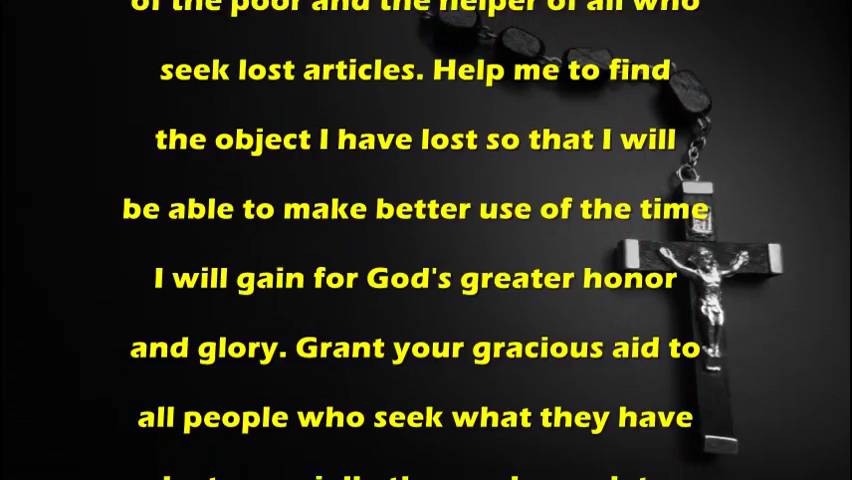 of the poor and the helper of all who
seek lost articles. Help me to find
the object I have lost so that I will
be able to make better use of the time
I will gain for God's greater honor
and glory. Grant your gracious aid to
all people who seek what they have